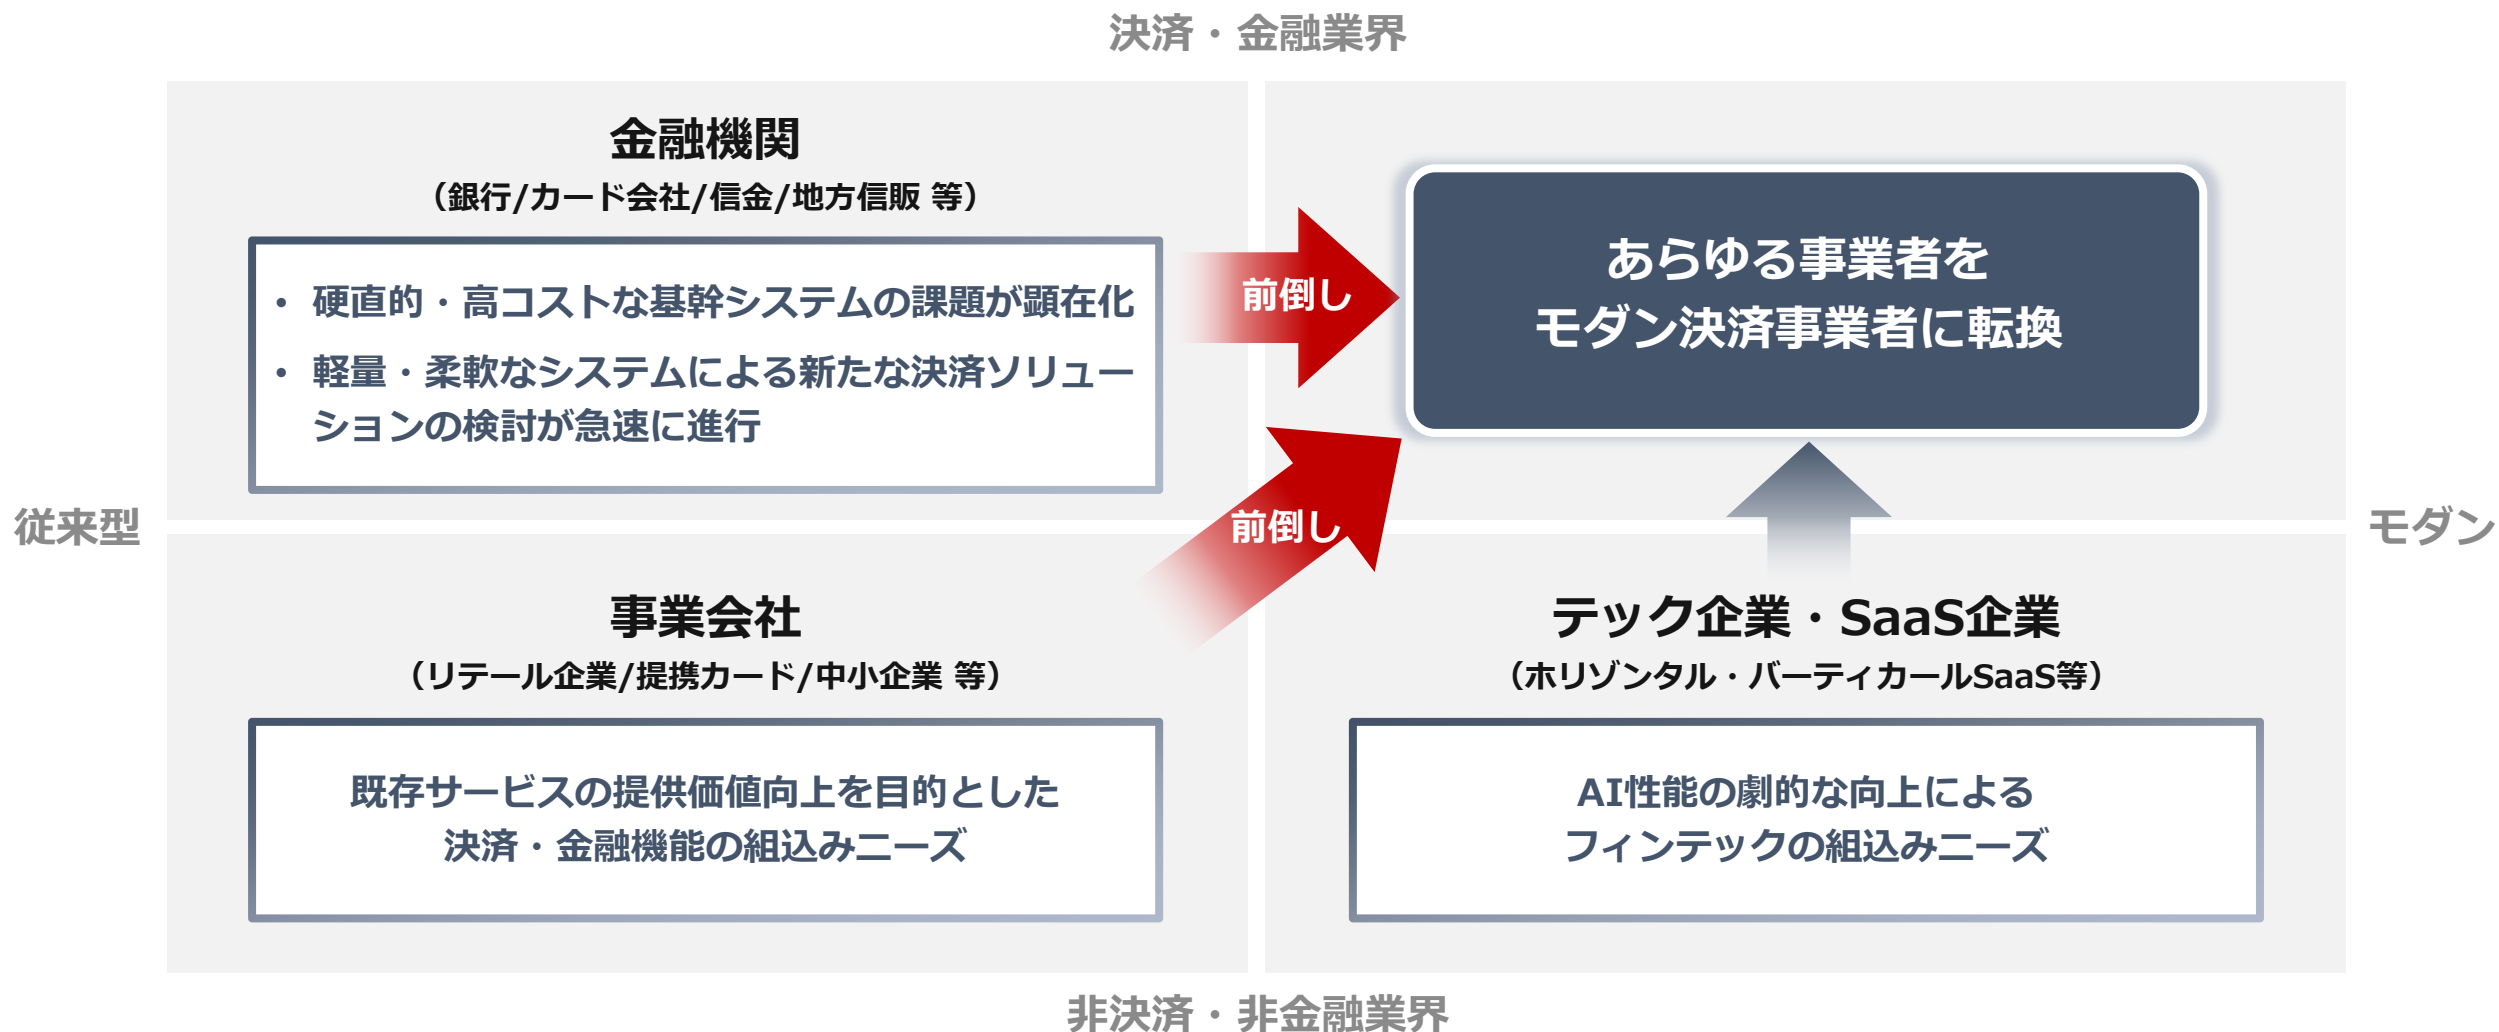 決済・金融業界
金融機関
（銀行/カード会社/信金/地方信販 等）
• 硬直的・高コストな基幹システムの課題が顕在化
• 軽量・柔軟なシステムによる新たな決済ソリュー
ションの検討が急速に進行
前倒し
あらゆる事業者を
モダン決済事業者に転換
従来型
前倒し
モダン
事業会社
（リテール企業/提携カード/中小企業 等）
既存サービスの提供価値向上を目的とした
決済・金融機能の組込みニーズ
テック企業・SaaS企業
（ホリゾンタル・バーティカールSaaS等）
AI性能の劇的な向上による
フィンテックの組込みニーズ
非決済・非金融業界